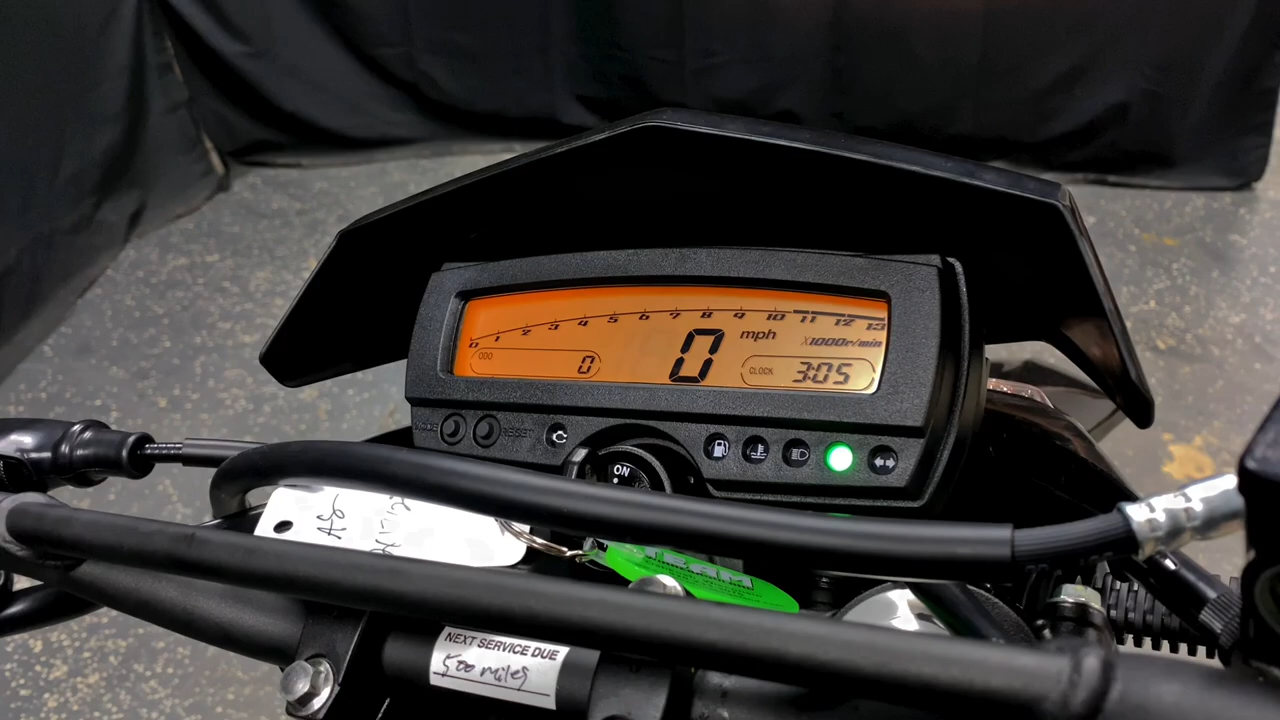 0 1 2 3 4 5 6 7 8 9 10 11 12 13
mph
X1000r/min
ODO 0
0
CLOCK 3:05
MODE
RESET
ON
TEAM
NEXT SERVICE DUE
500 miles